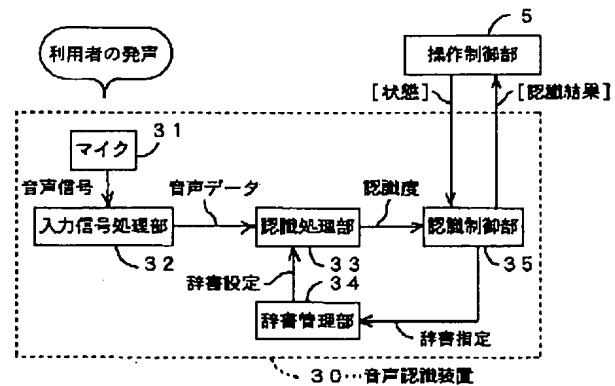 5
利用者の発声
操作制御部
[状態]
[認識結果]
31
マイク
音声信号
音声データ
認識度
入力信号処理部
認識処理部
認識制御部
32
33
35
辞書設定
34
辞書管理部
辞書指定
30…音声認識装置